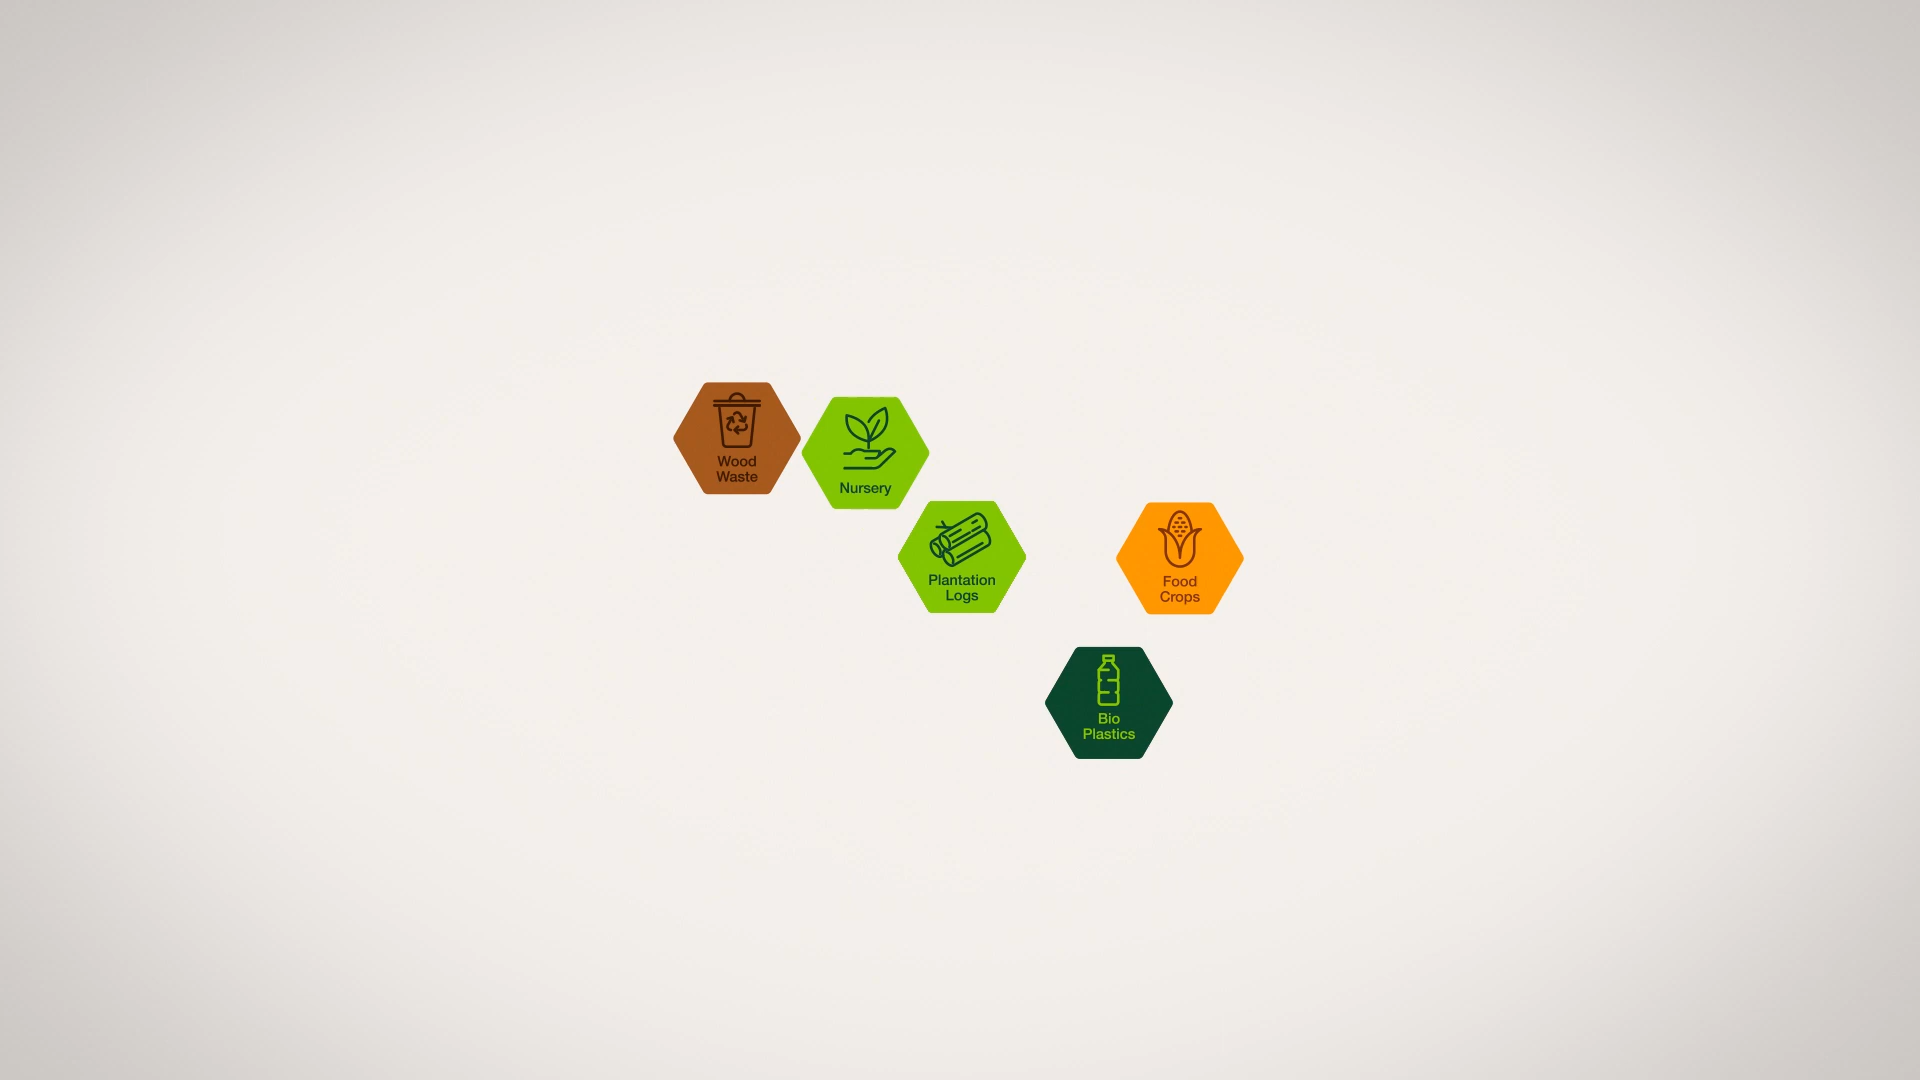 Wood
Waste
Nursery
Plantation
Logs
Food
Crops
Bio
Plastics